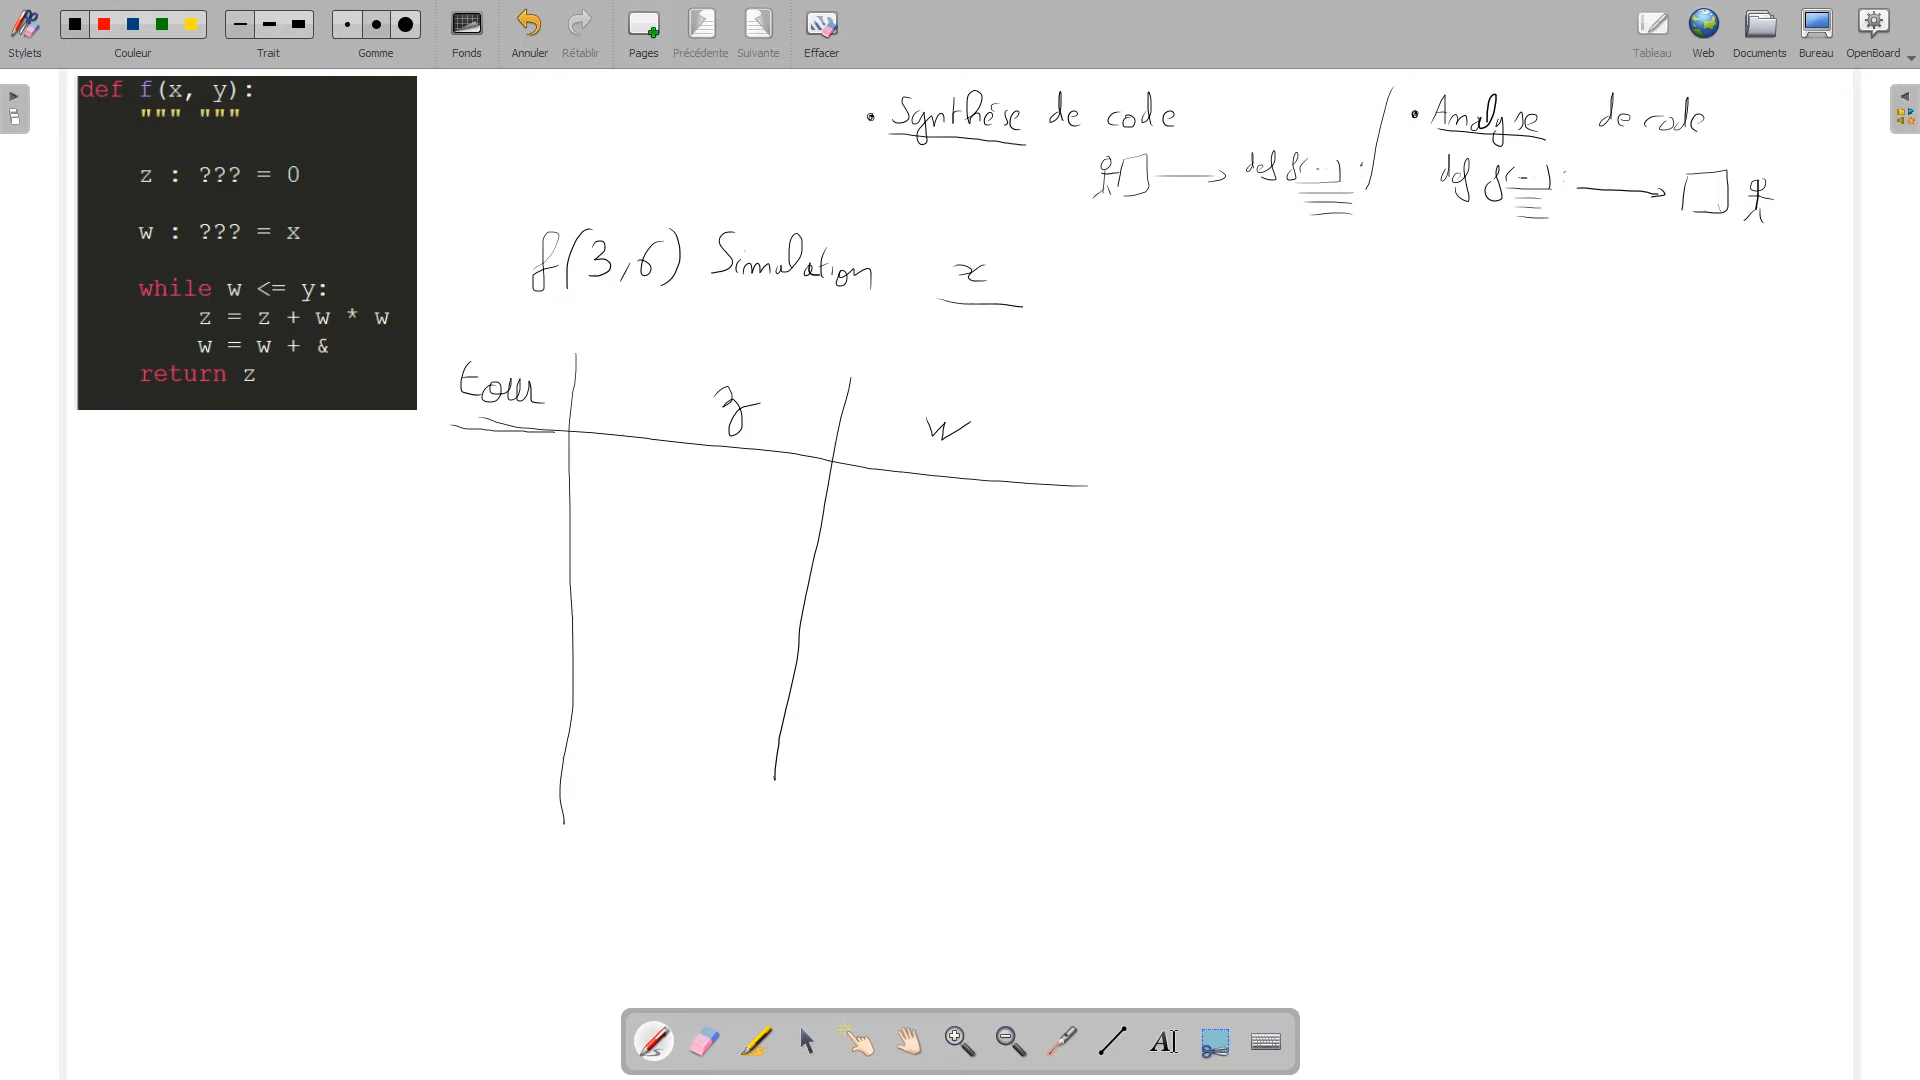 Stylets
Couleur
Trait
Gomme
Fonds
Annuler
Rétablir
Pages
Précédente
Suivante
Effacer
Tableau
Web
Documents
Bureau
OpenBoard
def f(x, y):
""" """
z : ??? = 0
w : ??? = x
while w <= y:
z = z + w * w
w = w + &
return z
• Synthèse de code
def f(...) :
• Analyse de code
def f(...) :
f(3,6) Simulation x
tour z w
AI